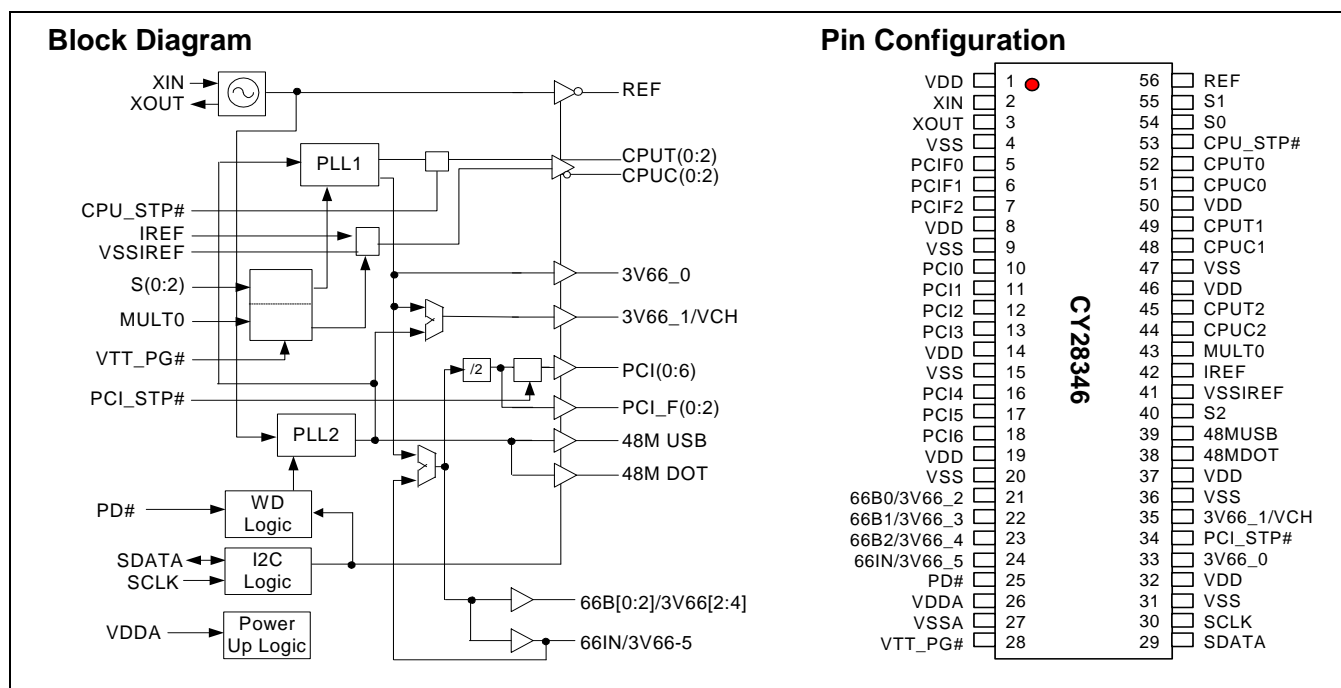 Block Diagram
XIN
XOUT
REF
PLL1
CPUT(0:2)
CPUC(0:2)
CPU_STP#
IREF
VSSIREF
S(0:2)
3V66_0
MULT0
3V66_1/VCH
VTT_PG#
/2
PCI(0:6)
PCI_STP#
PCI_F(0:2)
PLL2
48M USB
48M DOT
PD#
WD
Logic
SDATA
SCLK
I2C
Logic
66B[0:2]/3V66[2:4]
VDDA
Power
Up Logic
66IN/3V66-5
Pin Configuration
VDD 1 56 REF
XIN 2 55 S1
XOUT 3 54 S0
VSS 4 53 CPU_STP#
PCIF0 5 52 CPUT0
PCIF1 6 51 CPUC0
PCIF2 7 50 VDD
VDD 8 49 CPUT1
VSS 9 48 CPUC1
PCI0 10 47 VSS
PCI1 11 46 VDD
PCI2 12 45 CPUT2
PCI3 13 44 CPUC2
VDD 14 43 MULT0
VSS 15 42 IREF
PCI4 16 41 VSSIREF
PCI5 17 40 S2
PCI6 18 39 48MUSB
VDD 19 38 48MDOT
VSS 20 37 VDD
66B0/3V66_2 21 36 VSS
66B1/3V66_3 22 35 3V66_1/VCH
66B2/3V66_4 23 34 PCI_STP#
66IN/3V66_5 24 33 3V66_0
PD# 25 32 VDD
VDDA 26 31 VSS
VSSA 27 30 SCLK
VTT_PG# 28 29 SDATA
CY28346